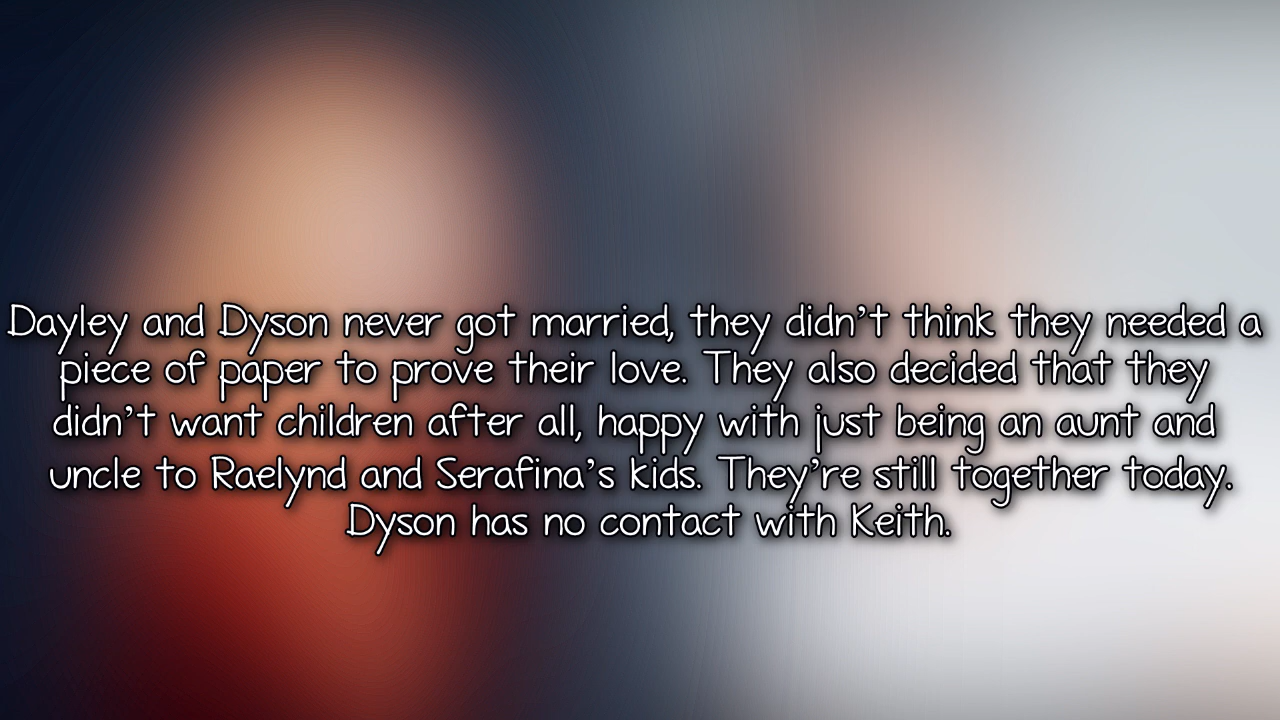 Dayley and Dyson never got married, they didn’t think they needed a
piece of paper to prove their love. They also decided that they
didn’t want children after all, happy with just being an aunt and
uncle to Raelynd and Serafina’s kids. They’re still together today.
Dyson has no contact with Keith.